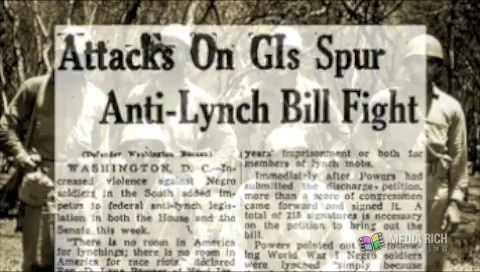 Attacks On GIs Spur
Anti-Lynch Bill Fight
(Defender Washington Bureau)
WASHINGTON, D. C.—In-
creased violence against Negro
soldiers in the South added im-
petus to federal anti-lynch legis-
lation in both the House and the
Senate this week.
"There is no room in America
for lynchings; there is no room in
America for race riots," declared
years' imprisonment or both for
members of lynch mobs.
Immediately after Powers had
submitted the discharge petition,
more than a score of congressmen
came forward and signed it. A
total of 218 signatures is necessary
on the petition to bring out the
bill.
Powers pointed out
ing World War I Negro soldiers
were lynched "simply because
MEDIA RICH